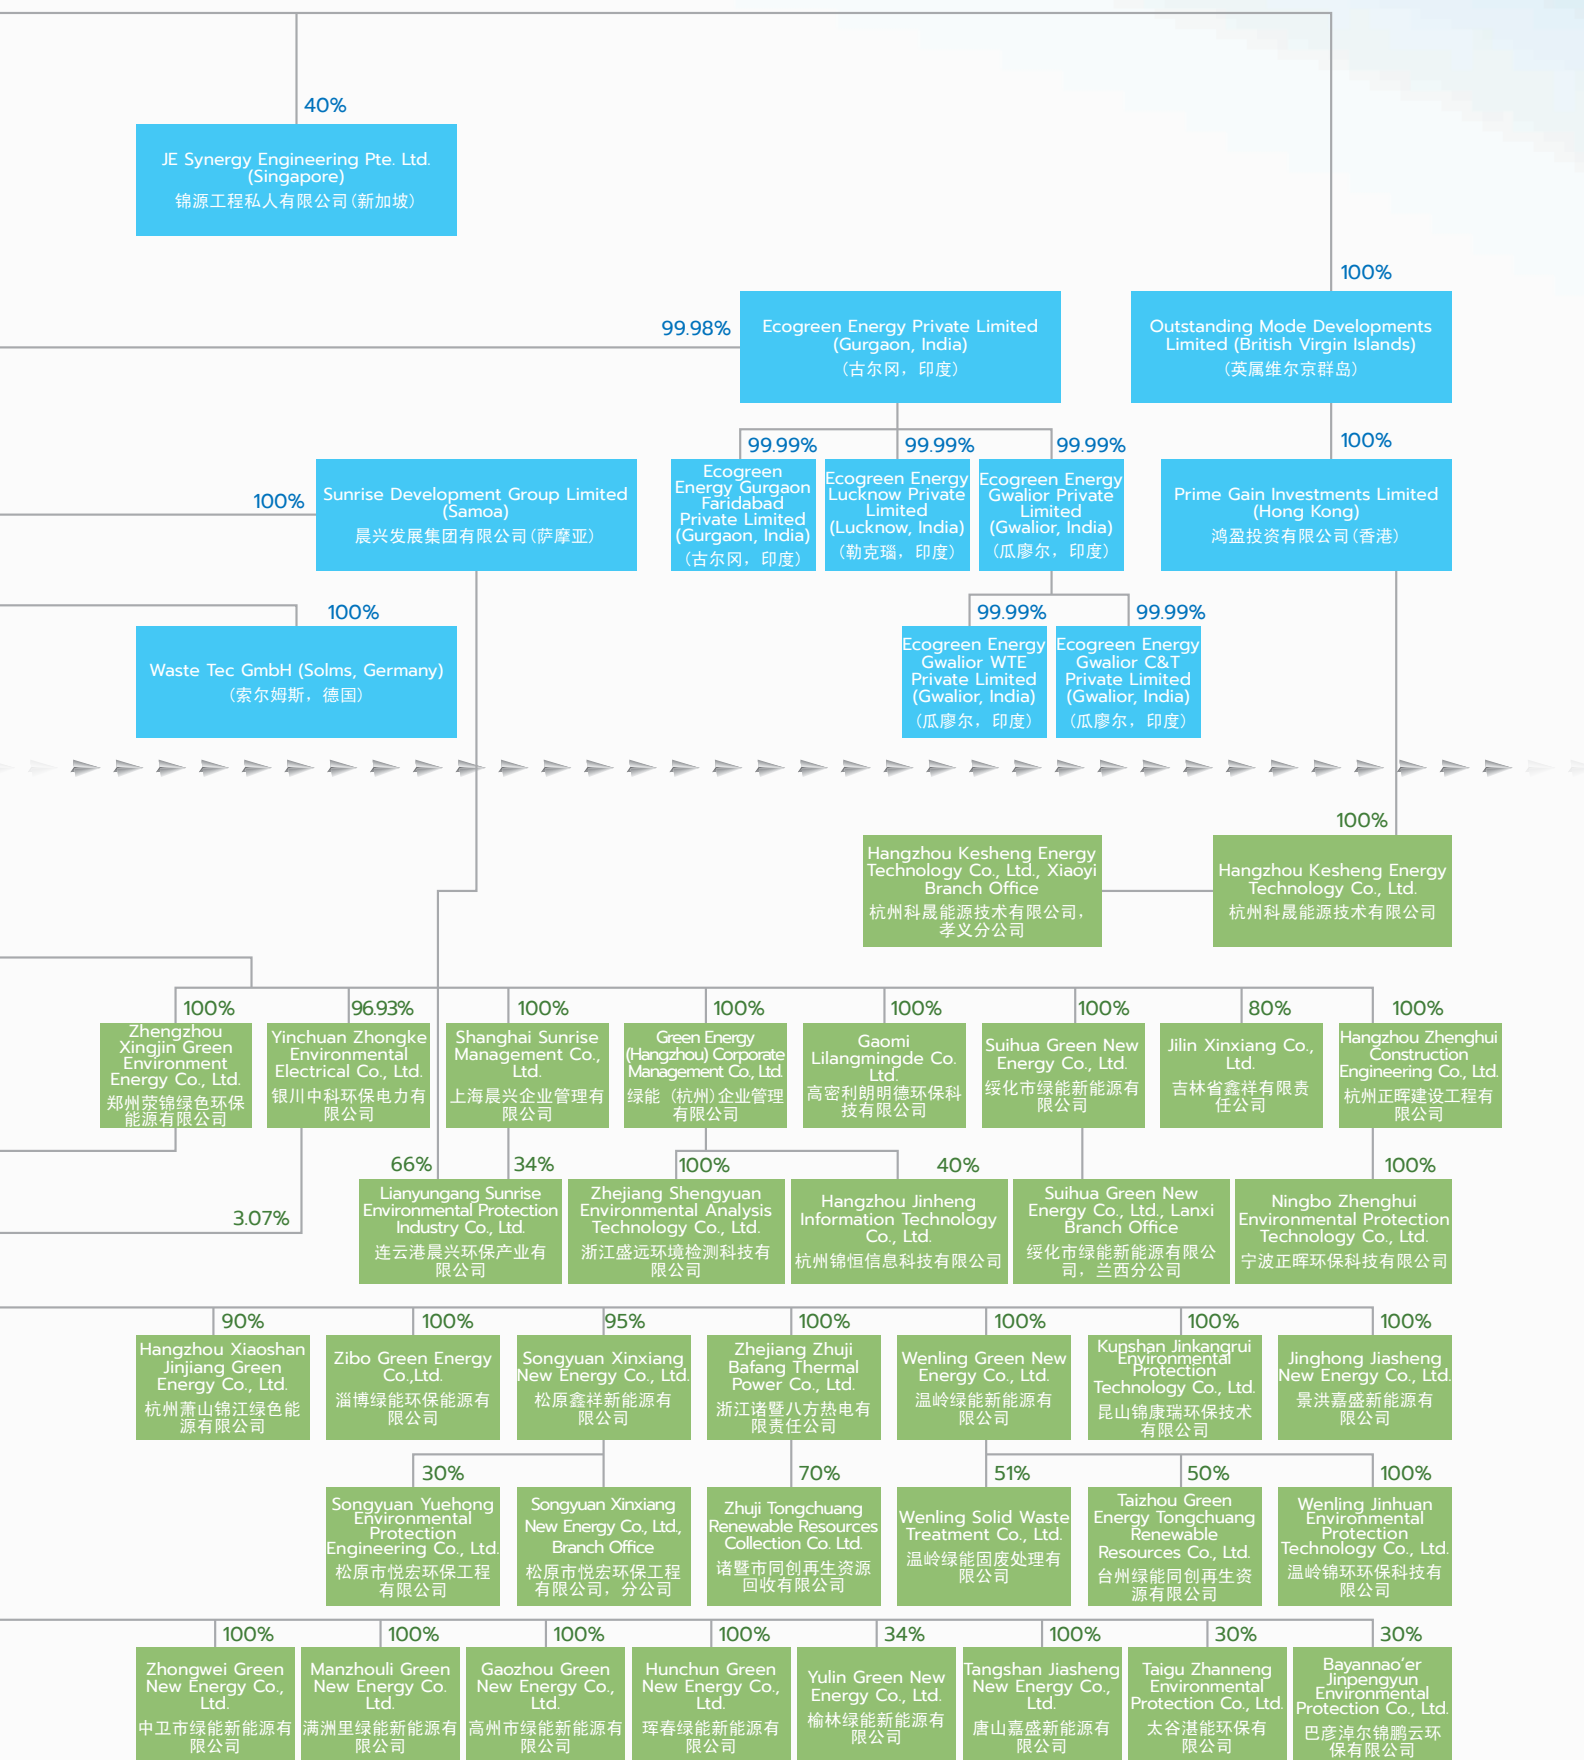 40%
JE Synergy Engineering Pte. Ltd.
(Singapore)
锦源工程私人有限公司(新加坡)
100%
99.98%
Ecogreen Energy Private Limited
(Gurgaon, India)
(古尔冈，印度)
Outstanding Mode Developments
Limited (British Virgin Islands)
(英属维尔京群岛)
99.99%
99.99%
99.99%
100%
100%
Sunrise Development Group Limited
(Samoa)
晨兴发展集团有限公司(萨摩亚)
Ecogreen
Energy Gurgaon
Faridabad
Private Limited
(Gurgaon, India)
(古尔冈，印度)
Ecogreen Energy
Lucknow Private
Limited
(Lucknow, India)
(勒克瑙，印度)
Ecogreen Energy
Gwalior Private
Limited
(Gwalior, India)
(瓜廖尔，印度)
Prime Gain Investments Limited
(Hong Kong)
鸿盈投资有限公司(香港)
100%
99.99%
99.99%
Waste Tec GmbH (Solms, Germany)
(索尔姆斯，德国)
Ecogreen Energy
Gwalior WTE
Private Limited
(Gwalior, India)
(瓜廖尔，印度)
Ecogreen Energy
Gwalior C&T
Private Limited
(Gwalior, India)
(瓜廖尔，印度)
100%
Hangzhou Kesheng Energy
Technology Co., Ltd., Xiaoyi
Branch Office
杭州科晟能源技术有限公司，
孝义分公司
Hangzhou Kesheng Energy
Technology Co., Ltd.
杭州科晟能源技术有限公司
100%
96.93%
100%
100%
100%
100%
80%
100%
Zhengzhou
Xingjin Green
Environment
Energy Co., Ltd.
郑州荥锦绿色环保
能源有限公司
Yinchuan Zhongke
Environmental
Electrical Co., Ltd.
银川中科环保电力有
限公司
Shanghai Sunrise
Management Co.,
Ltd.
上海晨兴企业管理有
限公司
Green Energy
(Hangzhou) Corporate
Management Co., Ltd.
绿能（杭州）企业管理
有限公司
Gaomi
Lilangmingde Co.
Ltd.
高密利朗明德环保科
技有限公司
Suihua Green New
Energy Co., Ltd.
绥化市绿能新能源有
限公司
Jilin Xinxiang Co.,
Ltd.
吉林省鑫祥有限责
任公司
Hangzhou Zhenghui
Construction
Engineering Co., Ltd.
杭州正晖建设工程有
限公司
66%
34%
100%
40%
100%
3.07%
Lianyungang Sunrise
Environmental Protection
Industry Co., Ltd.
连云港晨兴环保产业有
限公司
Zhejiang Shengyuan
Environmental Analysis
Technology Co., Ltd.
浙江盛远环境检测科技有
限公司
Hangzhou Jinheng
Information Technology
Co., Ltd.
杭州锦恒信息科技有限公司
Suihua Green New
Energy Co., Ltd., Lanxi
Branch Office
绥化市绿能新能源有限公
司，兰西分公司
Ningbo Zhenghui
Environmental Protection
Technology Co., Ltd.
宁波正晖环保科技有限公司
90%
100%
95%
100%
100%
100%
100%
Hangzhou Xiaoshan
Jinjiang Green
Energy Co., Ltd.
杭州萧山锦江绿色能
源有限公司
Zibo Green Energy
Co.,Ltd.
淄博绿能环保能源有
限公司
Songyuan Xinxiang
New Energy Co., Ltd.
松原鑫祥新能源有
限公司
Zhejiang Zhuji
Bafang Thermal
Power Co., Ltd.
浙江诸暨八方热电有
限责任公司
Wenling Green New
Energy Co., Ltd.
温岭绿能新能源有
限公司
Kunshan Jinkangrui
Environmental
Protection
Technology Co., Ltd.
昆山锦康瑞环保技术
有限公司
Jinghong Jiasheng
New Energy Co., Ltd.
景洪嘉盛新能源有
限公司
30%
70%
51%
50%
100%
Songyuan Yuehong
Environmental
Protection
Engineering Co., Ltd.
松原市悦宏环保工程
有限公司
Songyuan Xinxiang
New Energy Co., Ltd.,
Branch Office
松原市悦宏环保工程
有限公司，分公司
Zhuji Tongchuang
Renewable Resources
Collection Co. Ltd.
诸暨市同创再生资源
回收有限公司
Wenling Solid Waste
Treatment Co., Ltd.
温岭绿能固废处理有
限公司
Taizhou Green
Energy Tongchuang
Renewable
Resources Co., Ltd.
台州绿能同创再生资
源有限公司
Wenling Jinhuan
Environmental
Protection
Technology Co., Ltd.
温岭锦环环保科技有
限公司
100%
100%
100%
100%
34%
100%
30%
30%
Zhongwei Green
New Energy Co.,
Ltd.
中卫市绿能新能源有
限公司
Manzhouli Green
New Energy Co.
Ltd.
满洲里绿能新能源有
限公司
Gaozhou Green
New Energy Co.,
Ltd.
高州市绿能新能源有
限公司
Hunchun Green
New Energy Co.,
Ltd.
珲春绿能新能源有
限公司
Yulin Green New
Energy Co., Ltd.
榆林绿能新能源有
限公司
Tangshan Jiasheng
New Energy Co.,
Ltd.
唐山嘉盛新能源有
限公司
Taigu Zhanneng
Environmental
Protection Co., Ltd.
太谷湛能环保有
限公司
Bayannao'er
Jinpengyun
Environmental
Protection Co., Ltd.
巴彦淖尔锦鹏云环
保有限公司